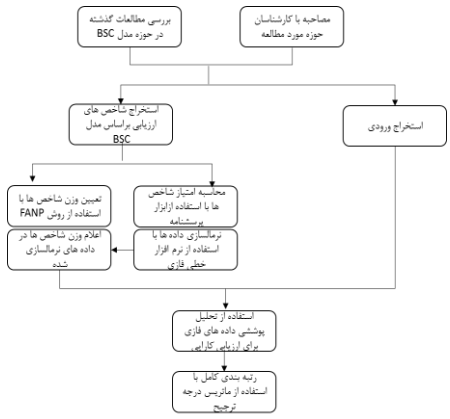 بررسی مطالعات گذشته
در حوزه مدل BSC
مصاحبه با کارشناسان
حوزه مورد مطالعه
استخراج شاخص های
ارزیابی براساس مدل
BSC
استخراج ورودی
تعیین وزن شاخص ها با
استفاده از روش FANP
محاسبه امتیاز شاخص
ها با استفاده ازابزار
پرسشنامه
اعلام وزن شاخص ها در
داده های نرمالسازی
شده
نرمالسازی داده ها با
استفاده از نرم افزار
خطی فازی
استفاده از تحلیل
پوششی داده های فازی
برای ارزیابی کارایی
رتبه بندی کامل با
استفاده از ماتریس درجه
ترجیح